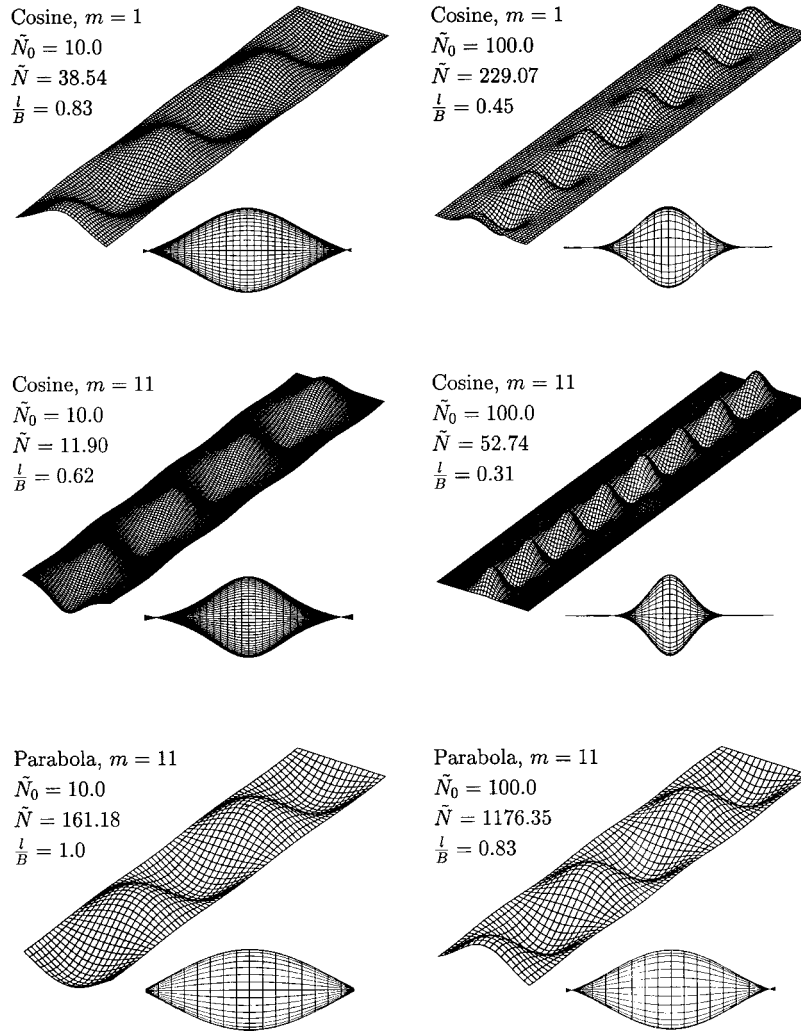 Cosine, m = 1
Ñ₀ = 10.0
Ñ = 38.54
l/B = 0.83
Cosine, m = 1
Ñ₀ = 100.0
Ñ = 229.07
l/B = 0.45
Cosine, m = 11
Ñ₀ = 10.0
Ñ = 11.90
l/B = 0.62
Cosine, m = 11
Ñ₀ = 100.0
Ñ = 52.74
l/B = 0.31
Parabola, m = 11
Ñ₀ = 10.0
Ñ = 161.18
l/B = 1.0
Parabola, m = 11
Ñ₀ = 100.0
Ñ = 1176.35
l/B = 0.83